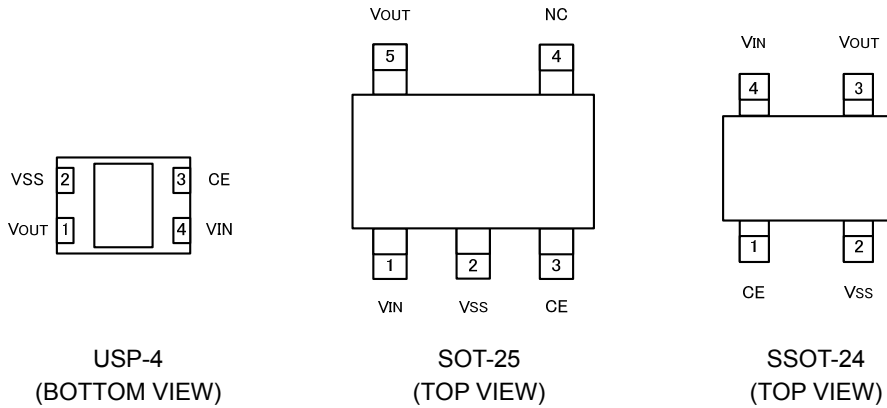 VOUT NC
5 4
VIN VOUT
4 3
VSS 2 3 CE
VOUT 1 4 VIN
1 2 3
VIN VSS CE
1 2
CE VSS
USP-4
(BOTTOM VIEW)
SOT-25
(TOP VIEW)
SSOT-24
(TOP VIEW)